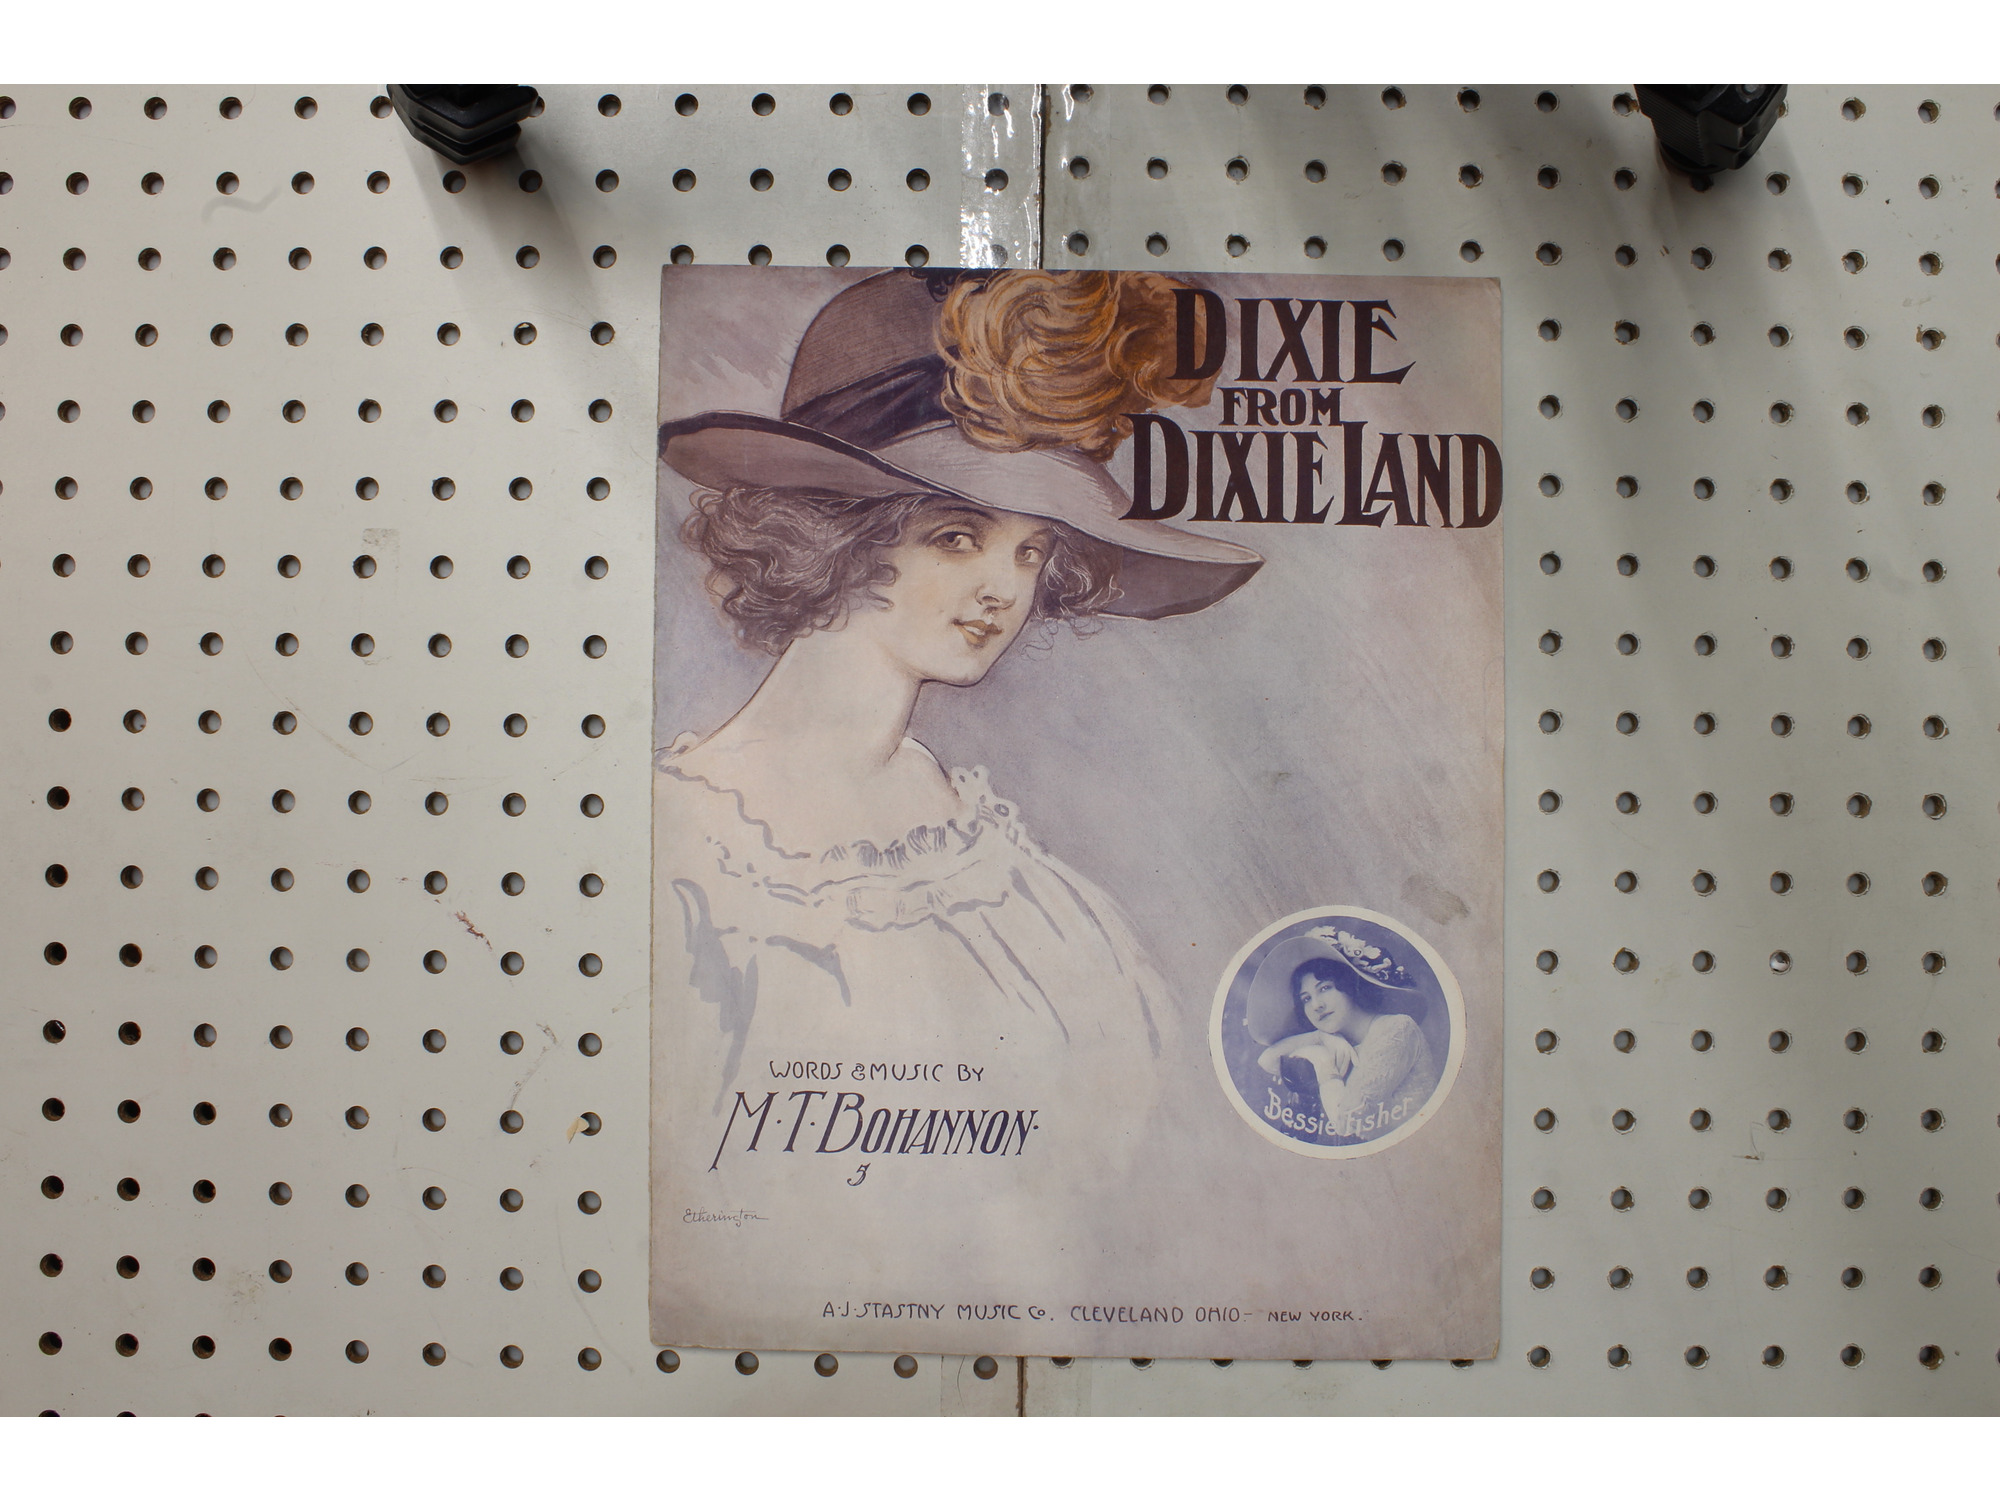 DIXIE
FROM
DIXIE LAND
Bessie Fisher
WORDS & MUSIC BY
M·T·BOHANNON·
5
Etherington
A·J·STASTNY MUSIC Co. CLEVELAND OHIO – NEW YORK.